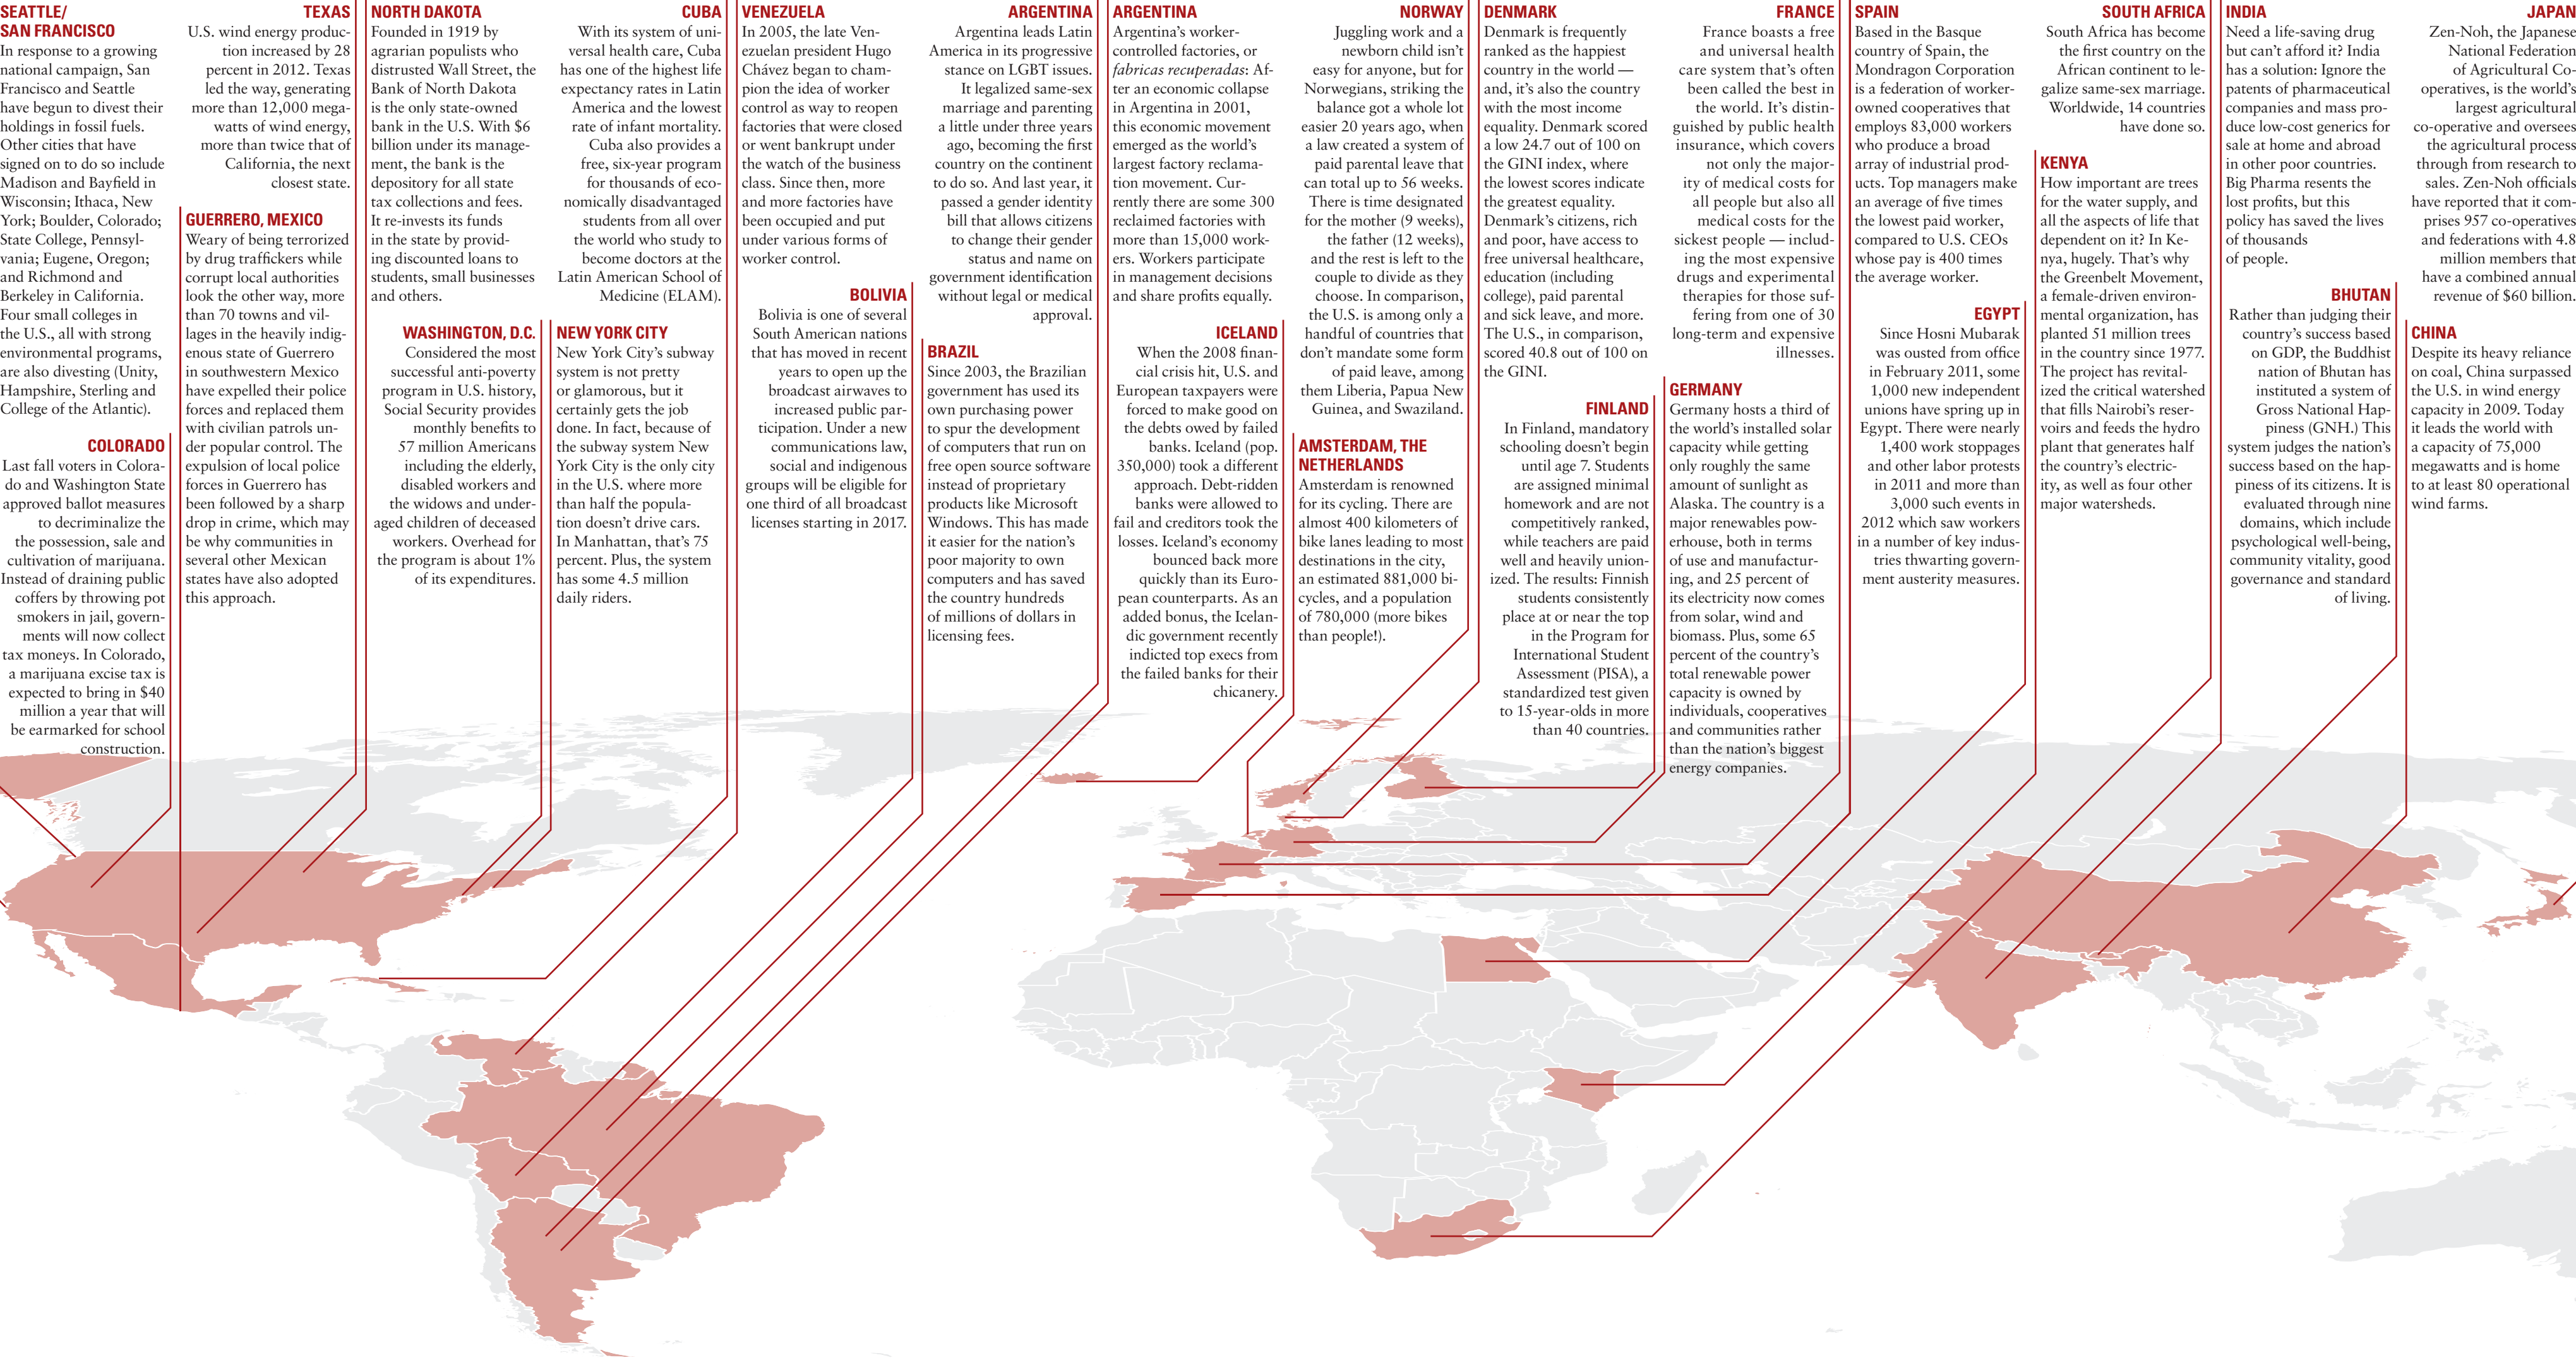 SEATTLE/
SAN FRANCISCO
In response to a growing
national campaign, San
Francisco and Seattle
have begun to divest their
holdings in fossil fuels.
Other cities that have
signed on to do so include
Madison and Bayfield in
Wisconsin; Ithaca, New
York; Boulder, Colorado;
State College, Pennsyl-
vania; Eugene, Oregon;
and Richmond and
Berkeley in California.
Four small colleges in
the U.S., all with strong
environmental programs,
are also divesting (Unity,
Hampshire, Sterling and
College of the Atlantic).
COLORADO
Last fall voters in Colora-
do and Washington State
approved ballot measures
to decriminalize the
the possession, sale and
cultivation of marijuana.
Instead of draining public
coffers by throwing pot
smokers in jail, govern-
ments will now collect
tax moneys. In Colorado,
a marijuana excise tax is
expected to bring in $40
million a year that will
be earmarked for school
construction.
TEXAS
U.S. wind energy produc-
tion increased by 28
percent in 2012. Texas
led the way, generating
more than 12,000 mega-
watts of wind energy,
more than twice that of
California, the next
closest state.
GUERRERO, MEXICO
Weary of being terrorized
by drug traffickers while
corrupt local authorities
look the other way, more
than 70 towns and vil-
lages in the heavily indig-
enous state of Guerrero
in southwestern Mexico
have expelled their police
forces and replaced them
with civilian patrols un-
der popular control. The
expulsion of local police
forces in Guerrero has
been followed by a sharp
drop in crime, which may
be why communities in
several other Mexican
states have also adopted
this approach.
NORTH DAKOTA
Founded in 1919 by
agrarian populists who
distrusted Wall Street, the
Bank of North Dakota
is the only state-owned
bank in the U.S. With $6
billion under its manage-
ment, the bank is the
depository for all state
tax collections and fees.
It re-invests its funds
in the state by provid-
ing discounted loans to
students, small businesses
and others.
WASHINGTON, D.C.
Considered the most
successful anti-poverty
program in U.S. history,
Social Security provides
monthly benefits to
57 million Americans
including the elderly,
disabled workers and
the widows and under-
aged children of deceased
workers. Overhead for
the program is about 1%
of its expenditures.
CUBA
With its system of uni-
versal health care, Cuba
has one of the highest life
expectancy rates in Latin
America and the lowest
rate of infant mortality.
Cuba also provides a
free, six-year program
for thousands of eco-
nomically disadvantaged
students from all over
the world who study to
become doctors at the
Latin American School of
Medicine (ELAM).
NEW YORK CITY
New York City's subway
system is not pretty
or glamorous, but it
certainly gets the job
done. In fact, because of
the subway system New
York City is the only city
in the U.S. where more
than half the popula-
tion doesn't drive cars.
In Manhattan, that's 75
percent. Plus, the system
has some 4.5 million
daily riders.
VENEZUELA
In 2005, the late Ven-
ezuelan president Hugo
Chávez began to cham-
pion the idea of worker
control as way to reopen
factories that were closed
or went bankrupt under
the watch of the business
class. Since then, more
and more factories have
been occupied and put
under various forms of
worker control.
BOLIVIA
Bolivia is one of several
South American nations
that has moved in recent
years to open up the
broadcast airwaves to
increased public par-
ticipation. Under a new
communications law,
social and indigenous
groups will be eligible for
one third of all broadcast
licenses starting in 2017.
ARGENTINA
Argentina leads Latin
America in its progressive
stance on LGBT issues.
It legalized same-sex
marriage and parenting
a little under three years
ago, becoming the first
country on the continent
to do so. And last year, it
passed a gender identity
bill that allows citizens
to change their gender
status and name on
government identification
without legal or medical
approval.
BRAZIL
Since 2003, the Brazilian
government has used its
own purchasing power
to spur the development
of computers that run on
free open source software
instead of proprietary
products like Microsoft
Windows. This has made
it easier for the nation's
poor majority to own
computers and has saved
the country hundreds
of millions of dollars in
licensing fees.
ARGENTINA
Argentina's worker-
controlled factories, or
fabricas recuperadas: Af-
ter an economic collapse
in Argentina in 2001,
this economic movement
emerged as the world's
largest factory reclama-
tion movement. Cur-
rently there are some 300
reclaimed factories with
more than 15,000 work-
ers. Workers participate
in management decisions
and share profits equally.
ICELAND
When the 2008 finan-
cial crisis hit, U.S. and
European taxpayers were
forced to make good on
the debts owed by failed
banks. Iceland (pop.
350,000) took a different
approach. Debt-ridden
banks were allowed to
fail and creditors took the
losses. Iceland's economy
bounced back more
quickly than its Euro-
pean counterparts. As an
added bonus, the Icelan-
dic government recently
indicted top execs from
the failed banks for their
chicanery.
NORWAY
Juggling work and a
newborn child isn't
easy for anyone, but for
Norwegians, striking the
balance got a whole lot
easier 20 years ago, when
a law created a system of
paid parental leave that
can total up to 56 weeks.
There is time designated
for the mother (9 weeks),
the father (12 weeks),
and the rest is left to the
couple to divide as they
choose. In comparison,
the U.S. is among only a
handful of countries that
don't mandate some form
of paid leave, among
them Liberia, Papua New
Guinea, and Swaziland.
AMSTERDAM, THE
NETHERLANDS
Amsterdam is renowned
for its cycling. There are
almost 400 kilometers of
bike lanes leading to most
destinations in the city,
an estimated 881,000 bi-
cycles, and a population
of 780,000 (more bikes
than people!).
DENMARK
Denmark is frequently
ranked as the happiest
country in the world —
and, it's also the country
with the most income
equality. Denmark scored
a low 24.7 out of 100 on
the GINI index, where
the lowest scores indicate
the greatest equality.
Denmark's citizens, rich
and poor, have access to
free universal healthcare,
education (including
college), paid parental
and sick leave, and more.
The U.S., in comparison,
scored 40.8 out of 100 on
the GINI.
FINLAND
In Finland, mandatory
schooling doesn't begin
until age 7. Students
are assigned minimal
homework and are not
competitively ranked,
while teachers are paid
well and heavily union-
ized. The results: Finnish
students consistently
place at or near the top
in the Program for
International Student
Assessment (PISA), a
standardized test given
to 15-year-olds in more
than 40 countries.
FRANCE
France boasts a free
and universal health
care system that's often
been called the best in
the world. It's distin-
guished by public health
insurance, which covers
not only the major-
ity of medical costs for
all people but also all
medical costs for the
sickest people — includ-
ing the most expensive
drugs and experimental
therapies for those suf-
fering from one of 30
long-term and expensive
illnesses.
GERMANY
Germany hosts a third of
the world's installed solar
capacity while getting
only roughly the same
amount of sunlight as
Alaska. The country is a
major renewables pow-
erhouse, both in terms
of use and manufactur-
ing, and 25 percent of
its electricity now comes
from solar, wind and
biomass. Plus, some 65
percent of the country's
total renewable power
capacity is owned by
individuals, cooperatives
and communities rather
than the nation's biggest
energy companies.
SPAIN
Based in the Basque
country of Spain, the
Mondragon Corporation
is a federation of worker-
owned cooperatives that
employs 83,000 workers
who produce a broad
array of industrial prod-
ucts. Top managers make
an average of five times
the lowest paid worker,
compared to U.S. CEOs
whose pay is 400 times
the average worker.
EGYPT
Since Hosni Mubarak
was ousted from office
in February 2011, some
1,000 new independent
unions have spring up in
Egypt. There were nearly
1,400 work stoppages
and other labor protests
in 2011 and more than
3,000 such events in
2012 which saw workers
in a number of key indus-
tries thwarting govern-
ment austerity measures.
SOUTH AFRICA
South Africa has become
the first country on the
African continent to le-
galize same-sex marriage.
Worldwide, 14 countries
have done so.
KENYA
How important are trees
for the water supply, and
all the aspects of life that
dependent on it? In Ke-
nya, hugely. That's why
the Greenbelt Movement,
a female-driven environ-
mental organization, has
planted 51 million trees
in the country since 1977.
The project has revital-
ized the critical watershed
that fills Nairobi's reser-
voirs and feeds the hydro
plant that generates half
the country's electric-
ity, as well as four other
major watersheds.
INDIA
Need a life-saving drug
but can't afford it? India
has a solution: Ignore the
patents of pharmaceutical
companies and mass pro-
duce low-cost generics for
sale at home and abroad
in other poor countries.
Big Pharma resents the
lost profits, but this
policy has saved the lives
of thousands
of people.
BHUTAN
Rather than judging their
country's success based
on GDP, the Buddhist
nation of Bhutan has
instituted a system of
Gross National Hap-
piness (GNH.) This
system judges the nation's
success based on the hap-
piness of its citizens. It is
evaluated through nine
domains, which include
psychological well-being,
community vitality, good
governance and standard
of living.
JAPAN
Zen-Noh, the Japanese
National Federation
of Agricultural Co-
operatives, is the world's
largest agricultural
co-operative and oversees
the agricultural process
through from research to
sales. Zen-Noh officials
have reported that it com-
prises 957 co-operatives
and federations with 4.8
million members that
have a combined annual
revenue of $60 billion.
CHINA
Despite its heavy reliance
on coal, China surpassed
the U.S. in wind energy
capacity in 2009. Today
it leads the world with
a capacity of 75,000
megawatts and is home
to at least 80 operational
wind farms.